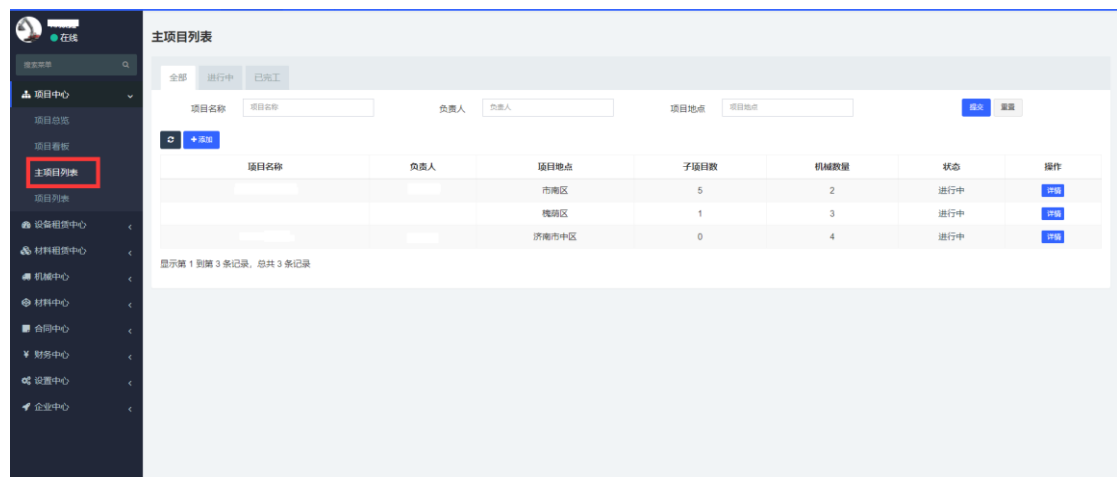 在线
主项目列表
搜索菜单
全部 进行中 已完工
项目中心
项目名称 项目名称 负责人 负责人 项目地点 项目地点 提交 重置
项目总览
添加
项目看板
主项目列表
项目名称 负责人 项目地点 子项目数 机械数量 状态 操作
市南区 5 2 进行中 详情
项目列表
槐荫区 1 3 进行中 详情
设备租赁中心
济南市中区 0 4 进行中 详情
材料租赁中心
显示第 1 到第 3 条记录，总共 3 条记录
机械中心
材料中心
合同中心
财务中心
设置中心
企业中心